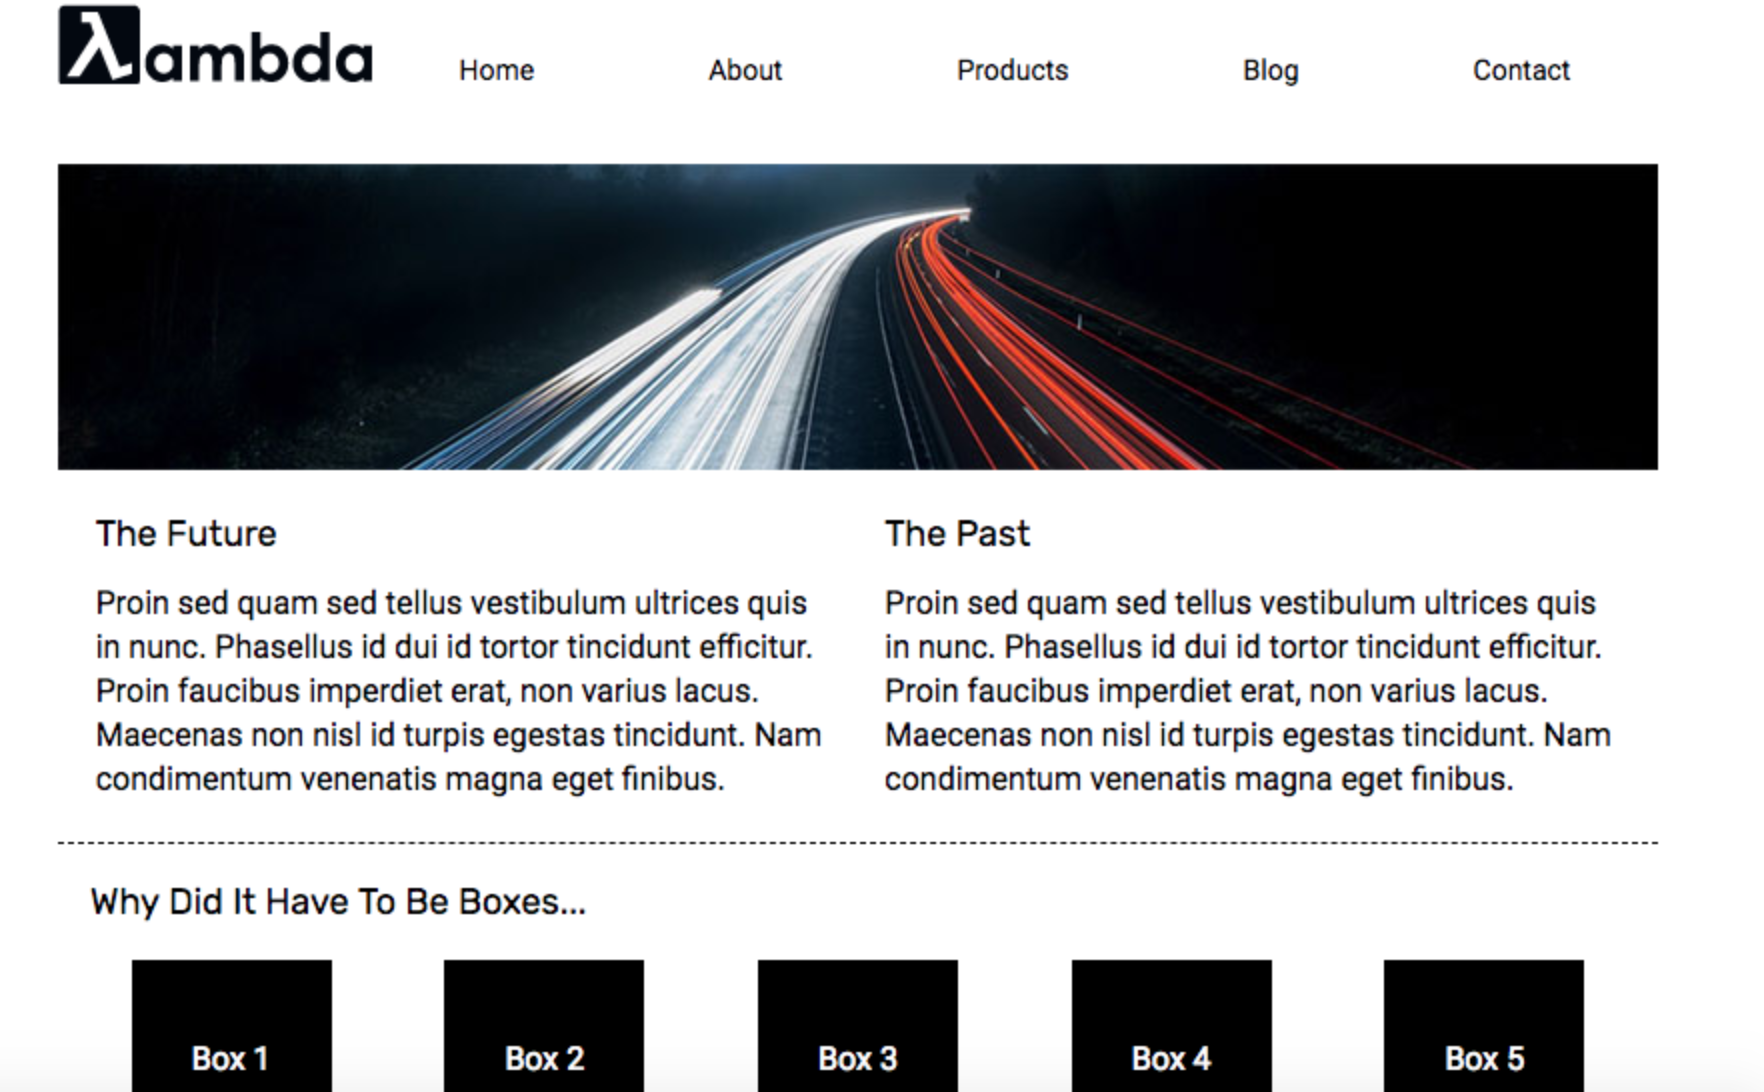 λambda
Home About Products Blog Contact
The Future
Proin sed quam sed tellus vestibulum ultrices quis
in nunc. Phasellus id dui id tortor tincidunt efficitur.
Proin faucibus imperdiet erat, non varius lacus.
Maecenas non nisl id turpis egestas tincidunt. Nam
condimentum venenatis magna eget finibus.
The Past
Proin sed quam sed tellus vestibulum ultrices quis
in nunc. Phasellus id dui id tortor tincidunt efficitur.
Proin faucibus imperdiet erat, non varius lacus.
Maecenas non nisl id turpis egestas tincidunt. Nam
condimentum venenatis magna eget finibus.
Why Did It Have To Be Boxes...
Box 1 Box 2 Box 3 Box 4 Box 5